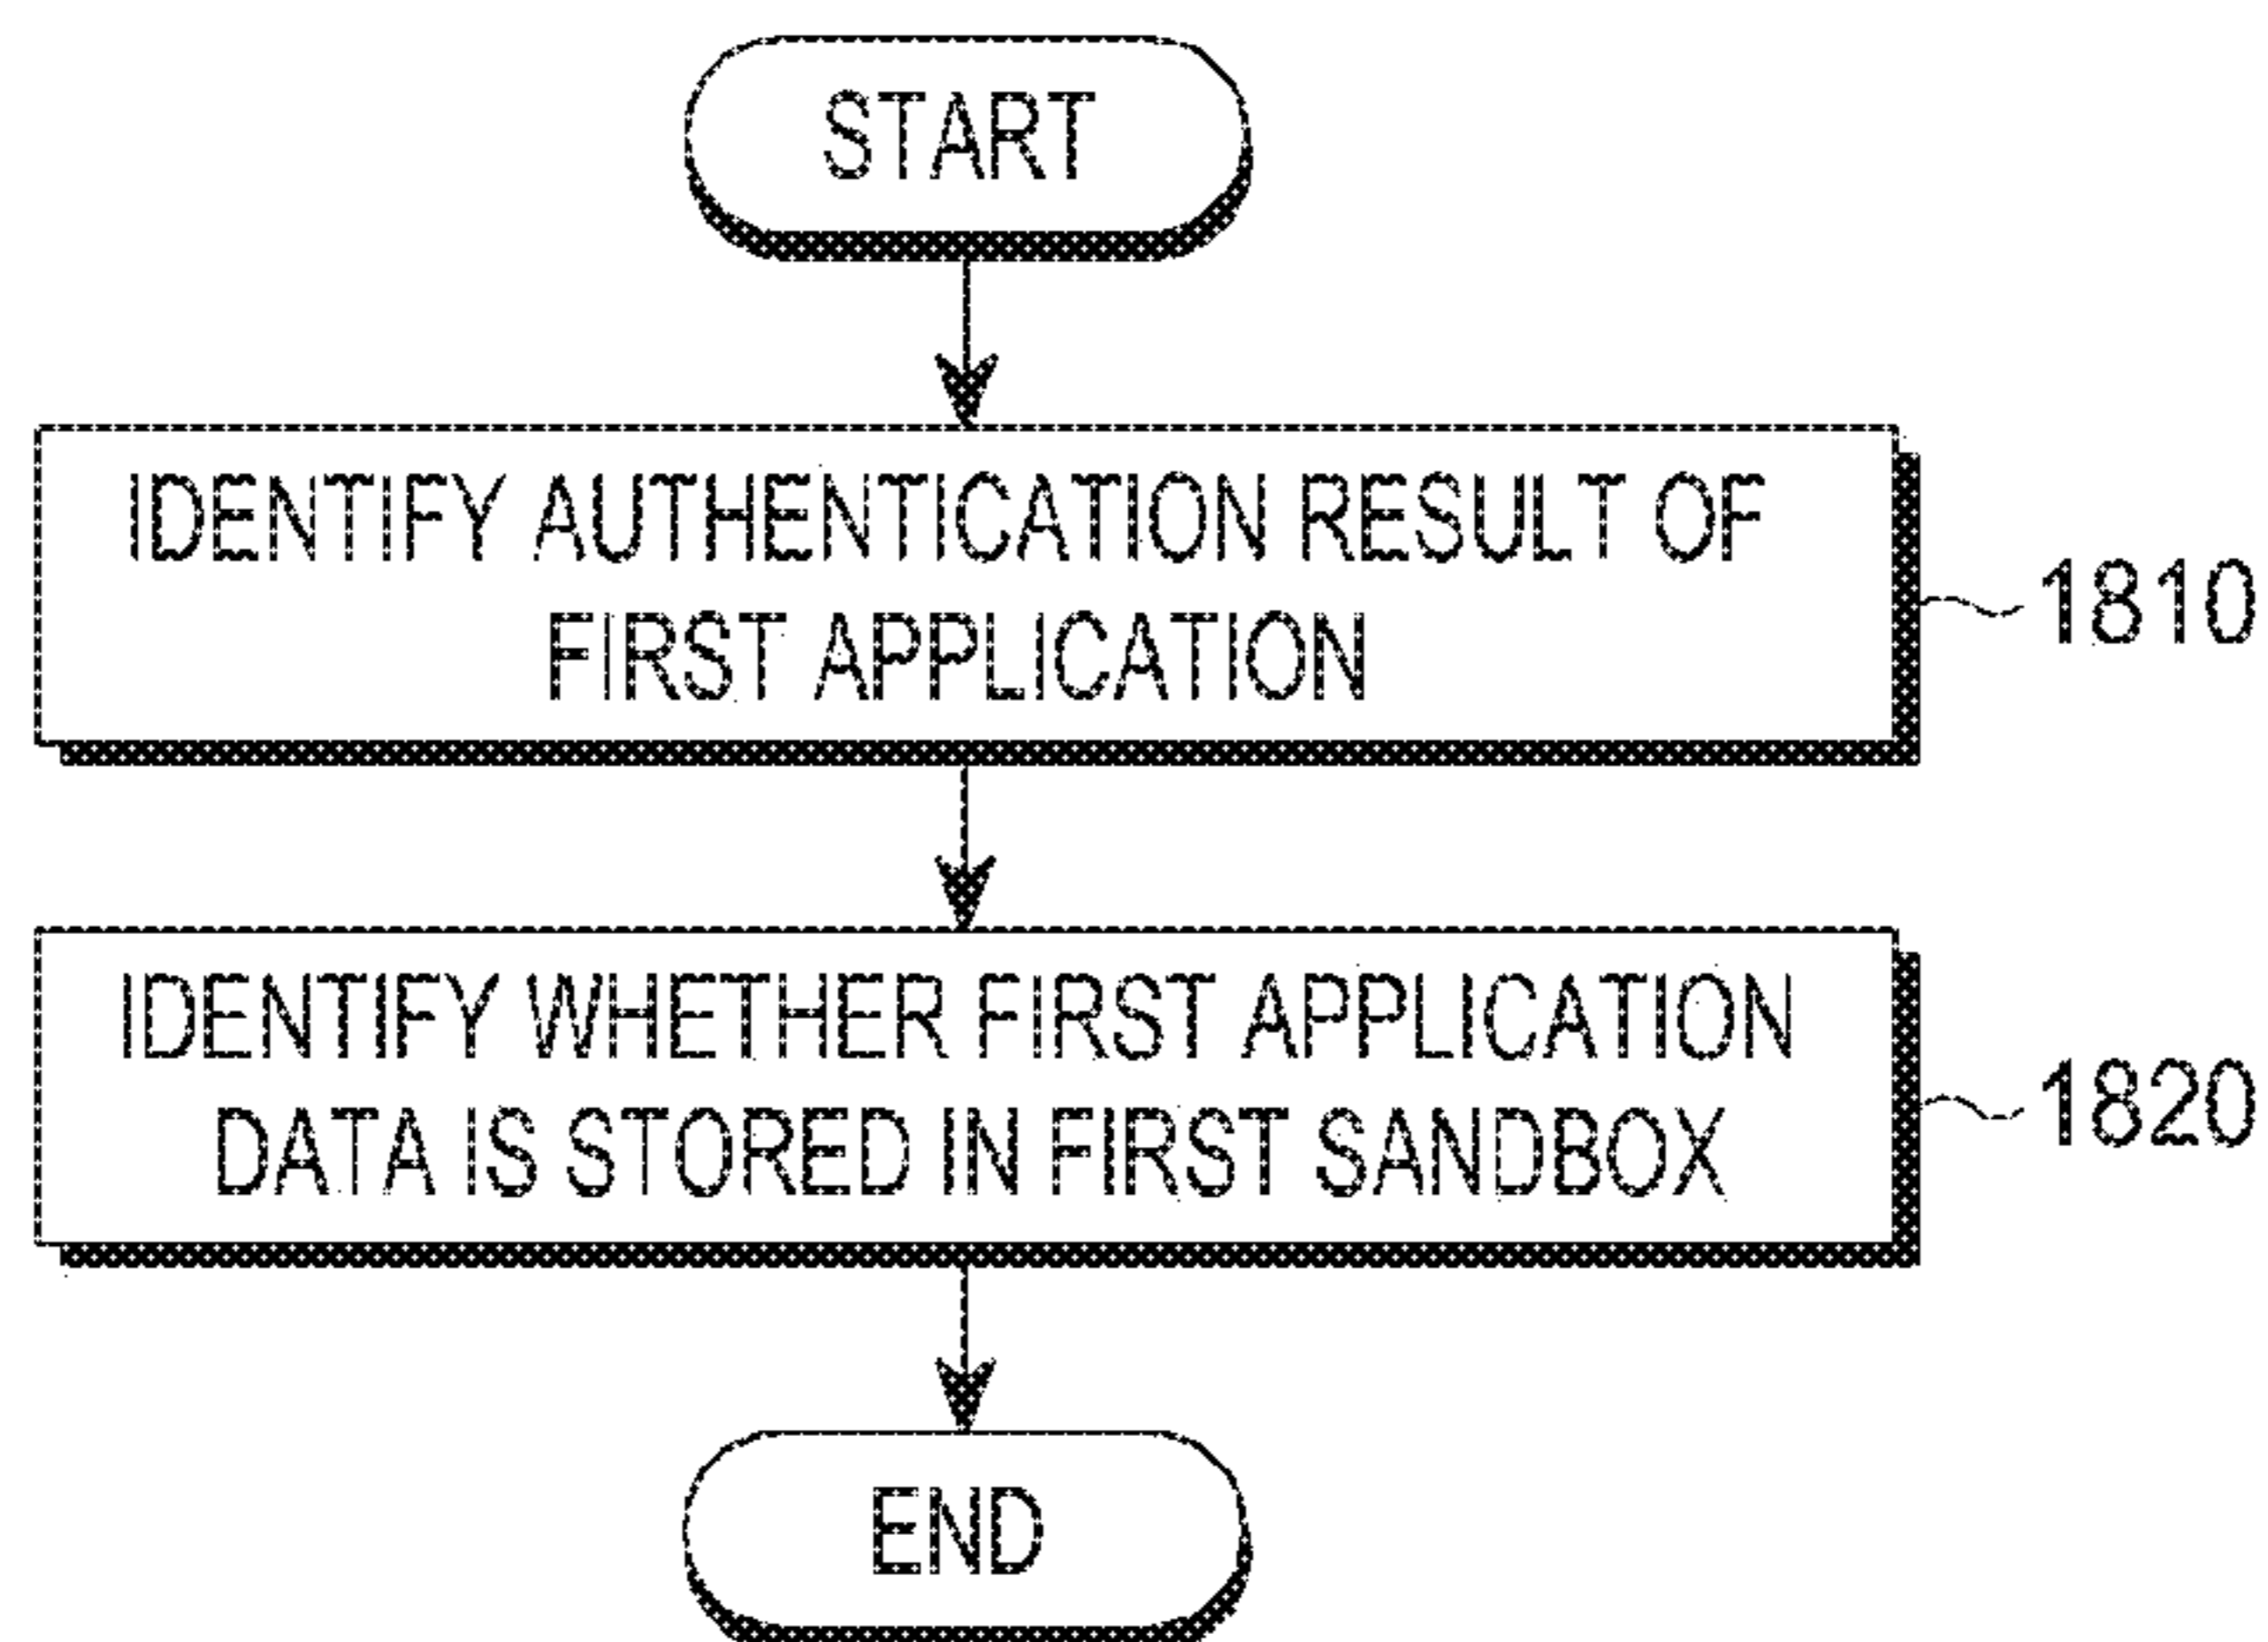 START
IDENTIFY AUTHENTICATION RESULT OF
FIRST APPLICATION
1810
IDENTIFY WHETHER FIRST APPLICATION
DATA IS STORED IN FIRST SANDBOX
1820
END